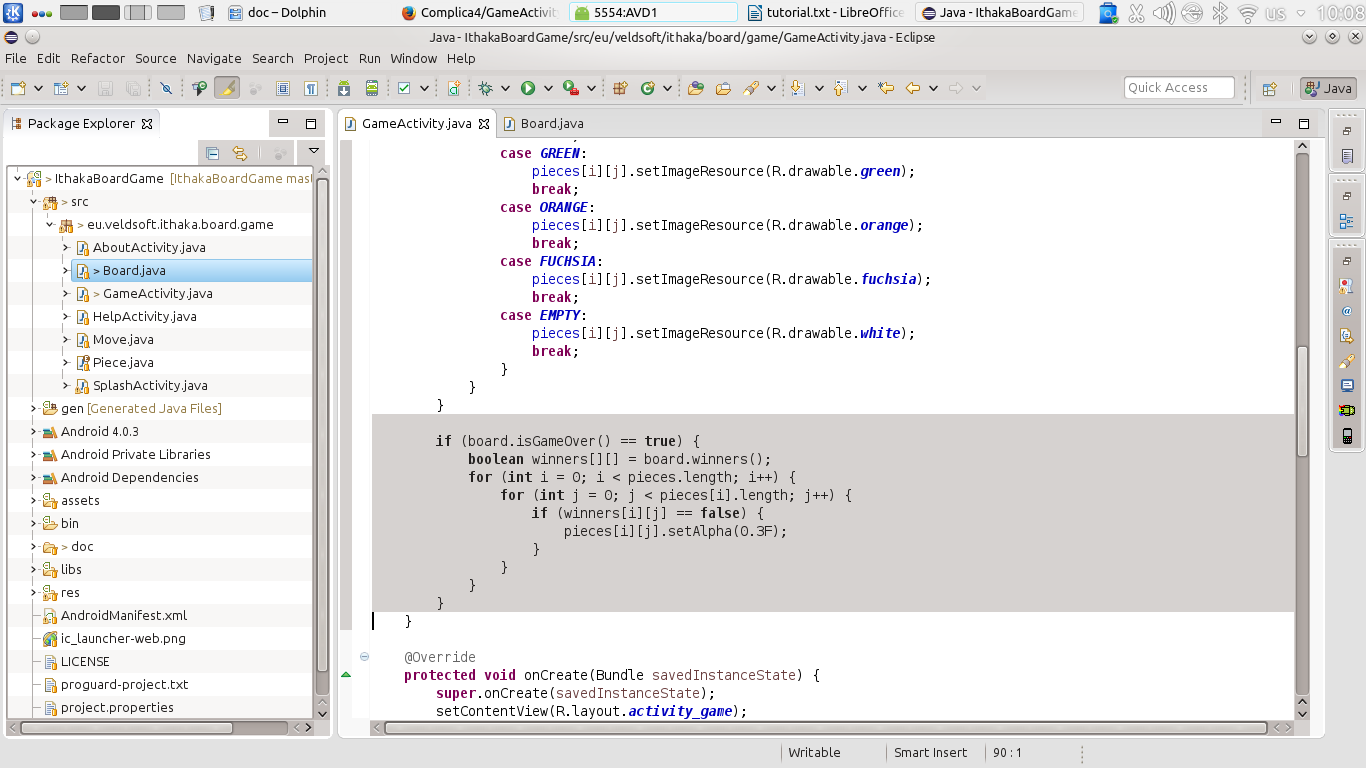 doc – Dolphin
Complica4/GameActivity
5554:AVD1
tutorial.txt - LibreOffice
Java - IthakaBoardGame
us
10:08
Java - IthakaBoardGame/src/eu/veldsoft/ithaka/board/game/GameActivity.java - Eclipse
File Edit Refactor Source Navigate Search Project Run Window Help
Quick Access
Java
Package Explorer
GameActivity.java
Board.java
> IthakaBoardGame [IthakaBoardGame mas
> src
> eu.veldsoft.ithaka.board.game
AboutActivity.java
> Board.java
> GameActivity.java
HelpActivity.java
Move.java
Piece.java
SplashActivity.java
gen [Generated Java Files]
Android 4.0.3
Android Private Libraries
Android Dependencies
assets
bin
> doc
libs
res
AndroidManifest.xml
ic_launcher-web.png
LICENSE
proguard-project.txt
project.properties
case GREEN:
pieces[i][j].setImageResource(R.drawable.green);
break;
case ORANGE:
pieces[i][j].setImageResource(R.drawable.orange);
break;
case FUCHSIA:
pieces[i][j].setImageResource(R.drawable.fuchsia);
break;
case EMPTY:
pieces[i][j].setImageResource(R.drawable.white);
break;
}
}
}
if (board.isGameOver() == true) {
boolean winners[][] = board.winners();
for (int i = 0; i < pieces.length; i++) {
for (int j = 0; j < pieces[i].length; j++) {
if (winners[i][j] == false) {
pieces[i][j].setAlpha(0.3F);
}
}
}
}
}
@Override
protected void onCreate(Bundle savedInstanceState) {
super.onCreate(savedInstanceState);
setContentView(R.layout.activity_game);
Writable
Smart Insert
90 : 1